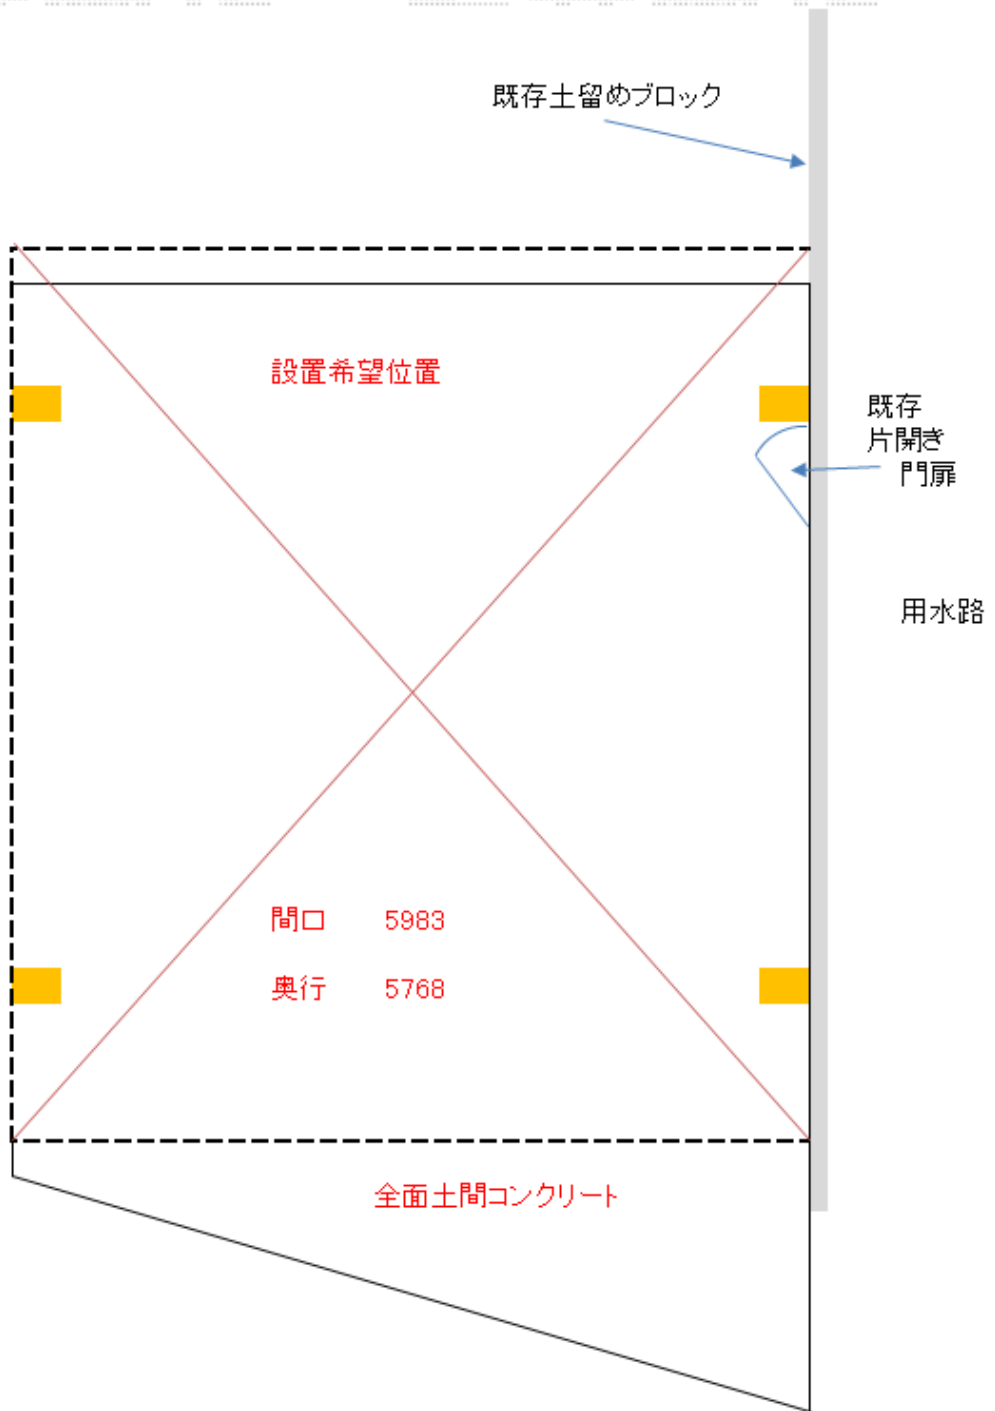 既存土留めブロック
設置希望位置
既存
片開き
門扉
用水路
間口 5983
奥行 5768
全面土間コンクリート